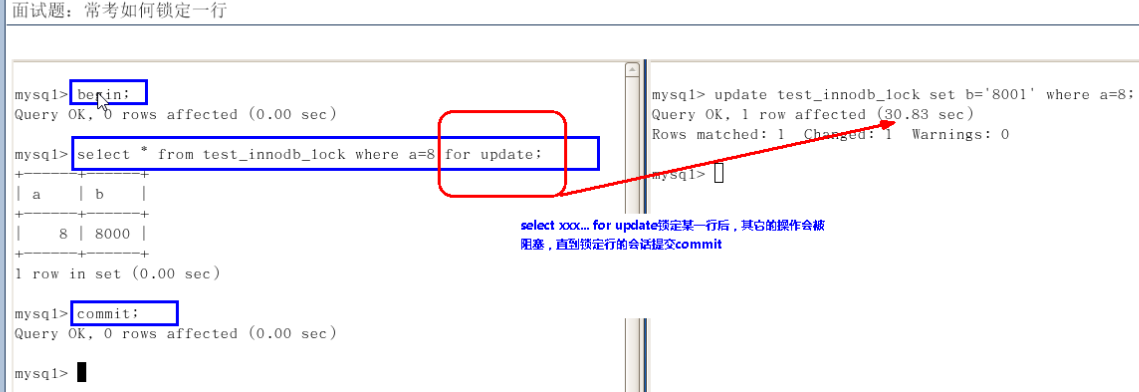 面试题：常考如何锁定一行
mysql> begin;
Query OK, 0 rows affected (0.00 sec)
mysql> select * from test_innodb_lock where a=8 for update;
+------+------+
| a    | b    |
+------+------+
|    8 | 8000 |
+------+------+
1 row in set (0.00 sec)
mysql> commit;
Query OK, 0 rows affected (0.00 sec)
mysql>
mysql> update test_innodb_lock set b='8001' where a=8;
Query OK, 1 row affected (30.83 sec)
Rows matched: 1  Changed: 1  Warnings: 0
mysql>
select xxx... for update锁定某一行后，其它的操作会被
阻塞，直到锁定行的会话提交commit